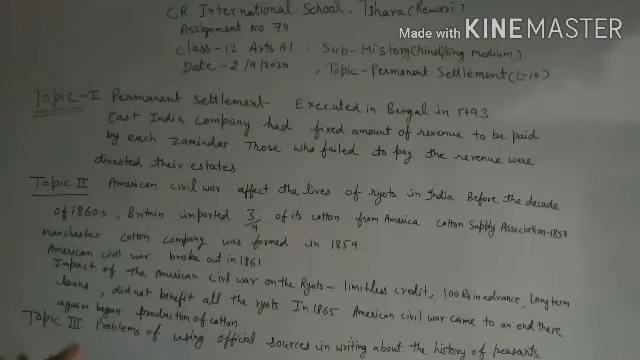 CR International School, Jihara (Rewari)
Assignment No 74
Made with KINEMASTER
Class-12 Arts A1 . Sub-History (Hindi/Eng medium)
Date-2/9/2020 , Topic-Permanent Settlement (L-10)
Topic-I Permanent Settlement Executed in Bengal in 1793
East India Company had fixed amount of revenue to be paid
by each zamindar Those who failed to pay the revenue were
divested their estates
Topic II American civil war affect the lives of ryots in India Before the decade
of 1860s, Britain imported 3/4 of its cotton from America cotton Supply Association-1857
Manchester cotton company was formed in 1859.
American civil war broke out in 1861
Impact of the American Civil war on the Ryots- limitless credit, 100 Rs in advance, Long term
loans, did not benefit all the ryots In 1865 American civil war came to an end there
again began production of cotton
Topic III Problems of using official sources in writing about the history of peasants